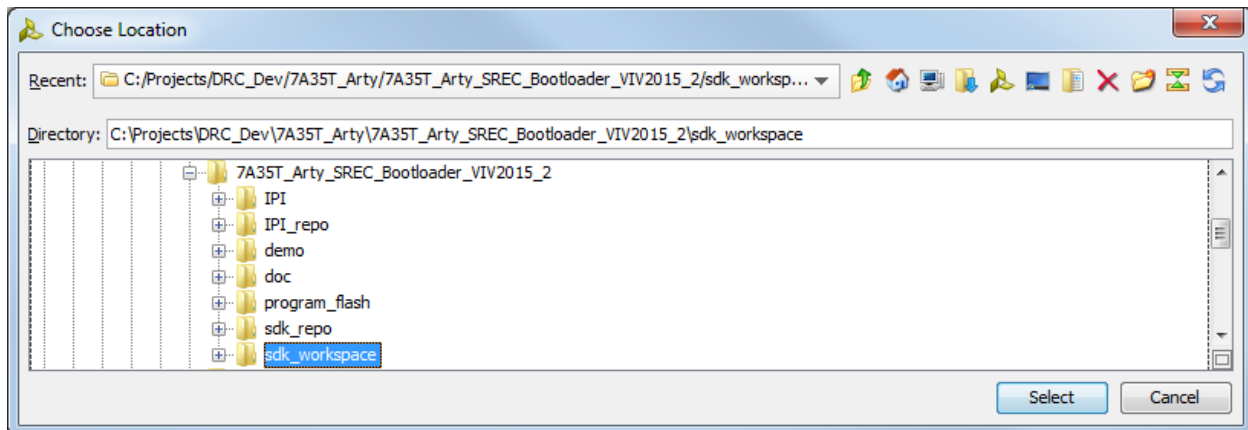 Choose Location
Recent: C:/Projects/DRC_Dev/7A35T_Arty/7A35T_Arty_SREC_Bootloader_VIV2015_2/sdk_worksp...
Directory: C:\Projects\DRC_Dev\7A35T_Arty\7A35T_Arty_SREC_Bootloader_VIV2015_2\sdk_workspace
7A35T_Arty_SREC_Bootloader_VIV2015_2
IPI
IPI_repo
demo
doc
program_flash
sdk_repo
sdk_workspace
Select Cancel